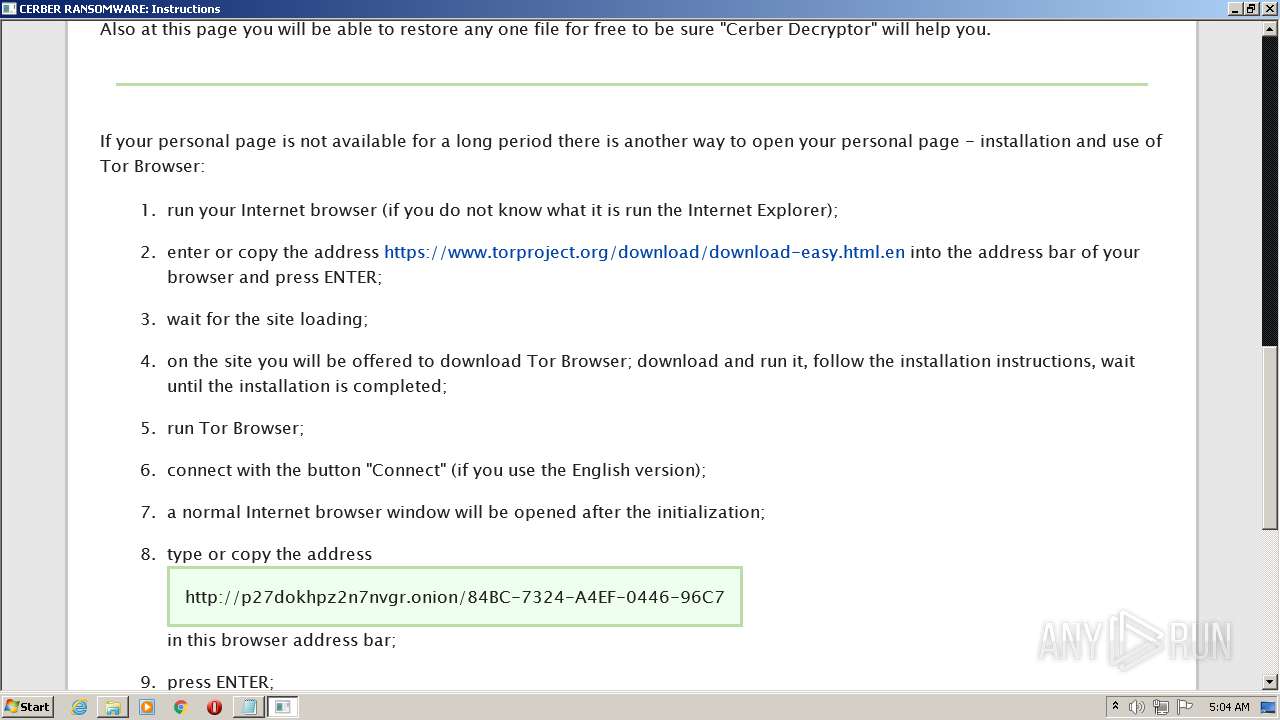 CERBER RANSOMWARE: Instructions
Also at this page you will be able to restore any one file for free to be sure "Cerber Decryptor" will help you.
If your personal page is not available for a long period there is another way to open your personal page – installation and use of
Tor Browser:
1. run your Internet browser (if you do not know what it is run the Internet Explorer);
2. enter or copy the address https://www.torproject.org/download/download-easy.html.en into the address bar of your
browser and press ENTER;
3. wait for the site loading;
4. on the site you will be offered to download Tor Browser; download and run it, follow the installation instructions, wait
until the installation is completed;
5. run Tor Browser;
6. connect with the button "Connect" (if you use the English version);
7. a normal Internet browser window will be opened after the initialization;
8. type or copy the address
http://p27dokhpz2n7nvgr.onion/84BC-7324-A4EF-0446-96C7
in this browser address bar;
9. press ENTER;
ANY RUN
Start
5:04 AM